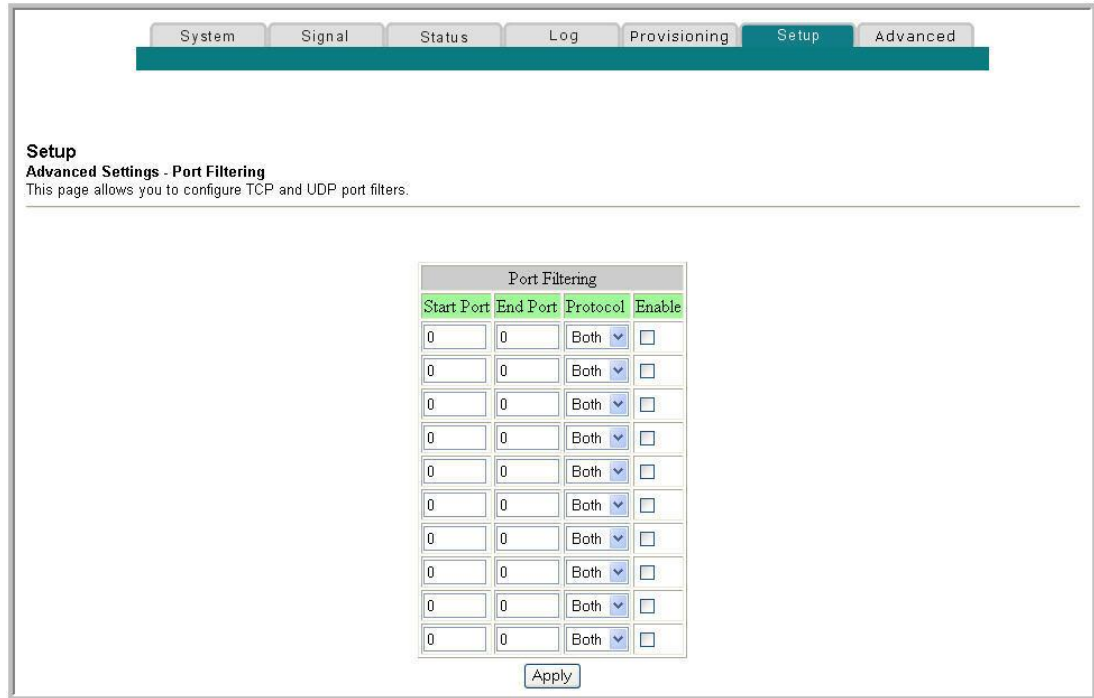 System Signal Status Log Provisioning Setup Advanced
Setup
Advanced Settings - Port Filtering
This page allows you to configure TCP and UDP port filters.
Port Filtering
Start Port End Port Protocol Enable
0 0 Both
0 0 Both
0 0 Both
0 0 Both
0 0 Both
0 0 Both
0 0 Both
0 0 Both
0 0 Both
0 0 Both
Apply